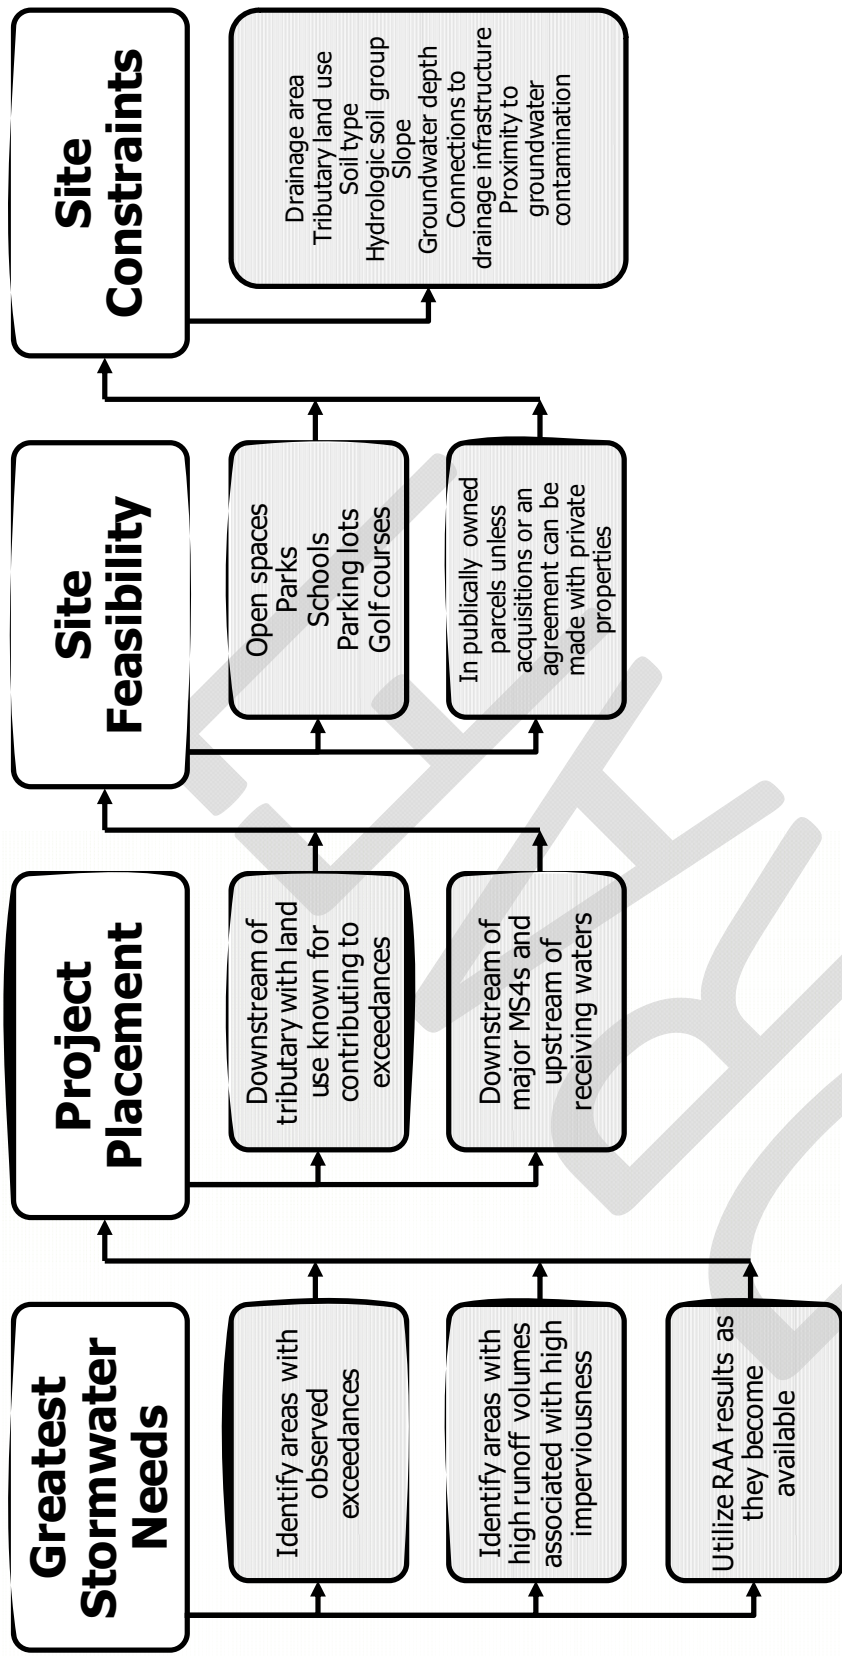 Greatest
Stormwater
Needs
Identify areas with
observed
exceedances
Identify areas with
high runoff volumes
associated with high
imperviousness
Utilize RAA results as
they become
available
Project
Placement
Downstream of
tributary with land
use known for
contributing to
exceedances
Downstream of
major MS4s and
upstream of
receiving waters
Site
Feasibility
Open spaces
Parks
Schools
Parking lots
Golf courses
In publically owned
parcels unless
acquisitions or an
agreement can be
made with private
properties
Site
Constraints
Drainage area
Tributary land use
Soil type
Hydrologic soil group
Slope
Groundwater depth
Connections to
drainage infrastructure
Proximity to
groundwater
contamination
DRAFT